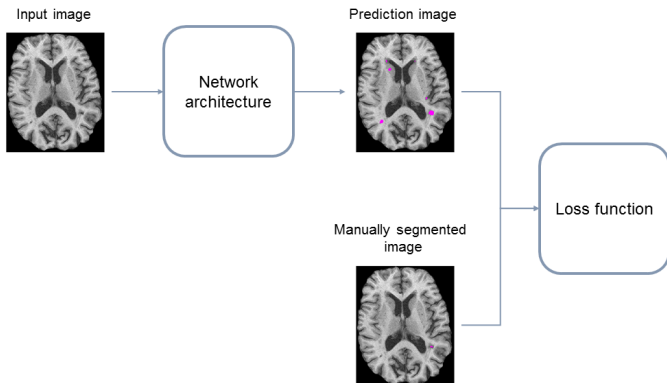 Input image
Prediction image
Network
architecture
Loss function
Manually segmented
image